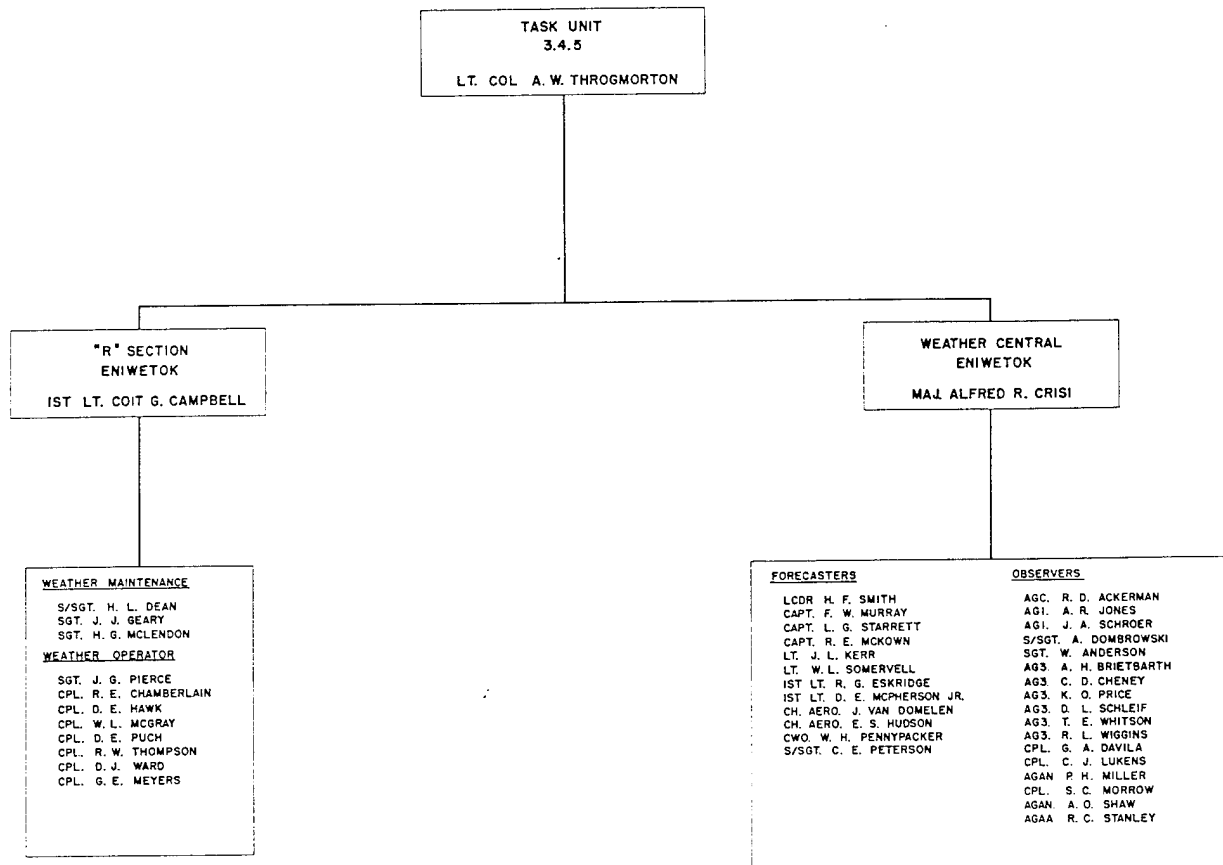 TASK UNIT
3.4.5
LT. COL A. W. THROGMORTON
"R" SECTION
ENIWETOK
IST LT. COIT G. CAMPBELL
WEATHER CENTRAL
ENIWETOK
MAJ. ALFRED R. CRISI
WEATHER MAINTENANCE
S/SGT. H. L. DEAN
SGT. J. J. GEARY
SGT. H. G. MCLENDON
WEATHER OPERATOR
SGT. J. G. PIERCE
CPL. R. E. CHAMBERLAIN
CPL. D. E. HAWK
CPL. W. L. MCGRAY
CPL. D. E. PUCH
CPL. R. W. THOMPSON
CPL. D. J. WARD
CPL. G. E. MEYERS
FORECASTERS
LCDR H. F. SMITH
CAPT. F. W. MURRAY
CAPT. L. G. STARRETT
CAPT. R. E. MCKOWN
LT. J. L. KERR
LT. W. L. SOMERVELL
IST LT. R. G. ESKRIDGE
IST LT. D. E. MCPHERSON JR.
CH. AERO. J. VAN DOMELEN
CH. AERO. E. S. HUDSON
CWO. W. H. PENNYPACKER
S/SGT. C. E. PETERSON
OBSERVERS
AGC. R. D. ACKERMAN
AGI. A. R. JONES
AGI. J. A. SCHROER
S/SGT. A. DOMBROWSKI
SGT. W. ANDERSON
AG3. A. H. BRIETBARTH
AG3. C. D. CHENEY
AG3. K. O. PRICE
AG3. D. L. SCHLEIF
AG3. T. E. WHITSON
AG3. R. L. WIGGINS
CPL. G. A. DAVILA
CPL. C. J. LUKENS
AGAN P. H. MILLER
CPL. S. C. MORROW
AGAN. A. O. SHAW
AGAA R. C. STANLEY